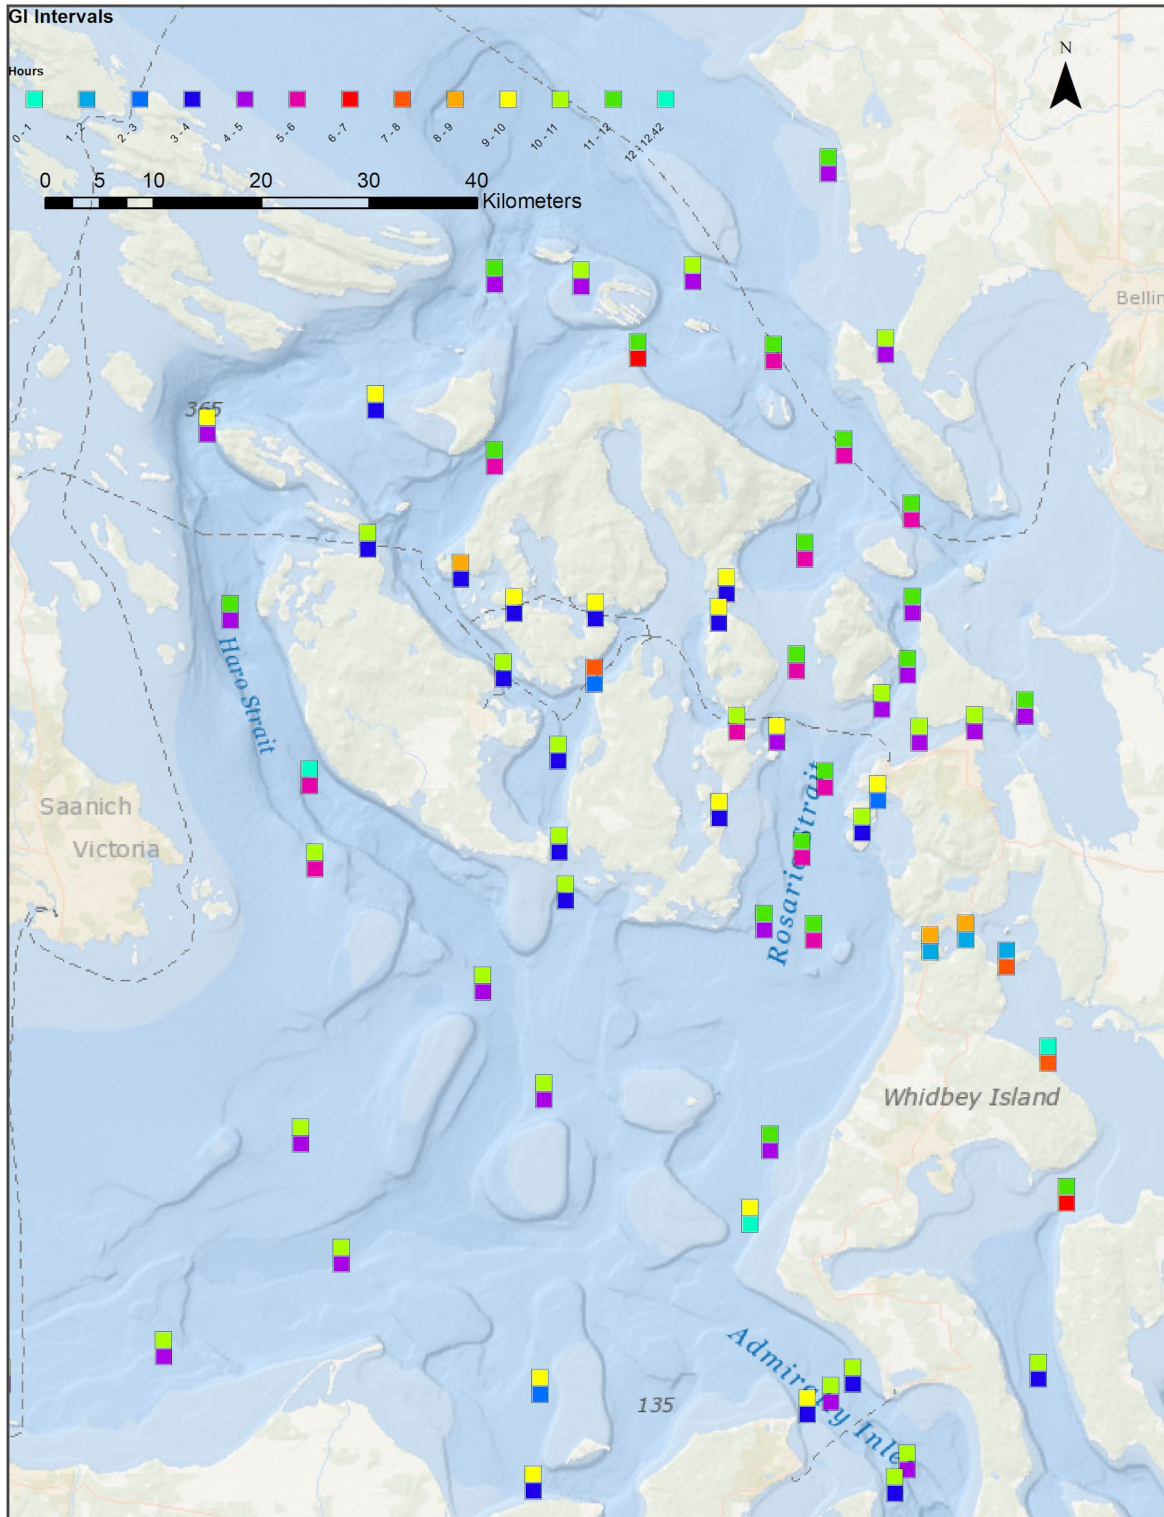 GI Intervals
Hours
0 - 1
1 - 2
2 - 3
3 - 4
4 - 5
5 - 6
6 - 7
7 - 8
8 - 9
9 - 10
10 - 11
11 - 12
12 - 12.42
N
0 5 10 20 30 40
Kilometers
Bellin
365
Haro Strait
Saanich
Victoria
Rosario Strait
Whidbey Island
Admiralty Inle
135